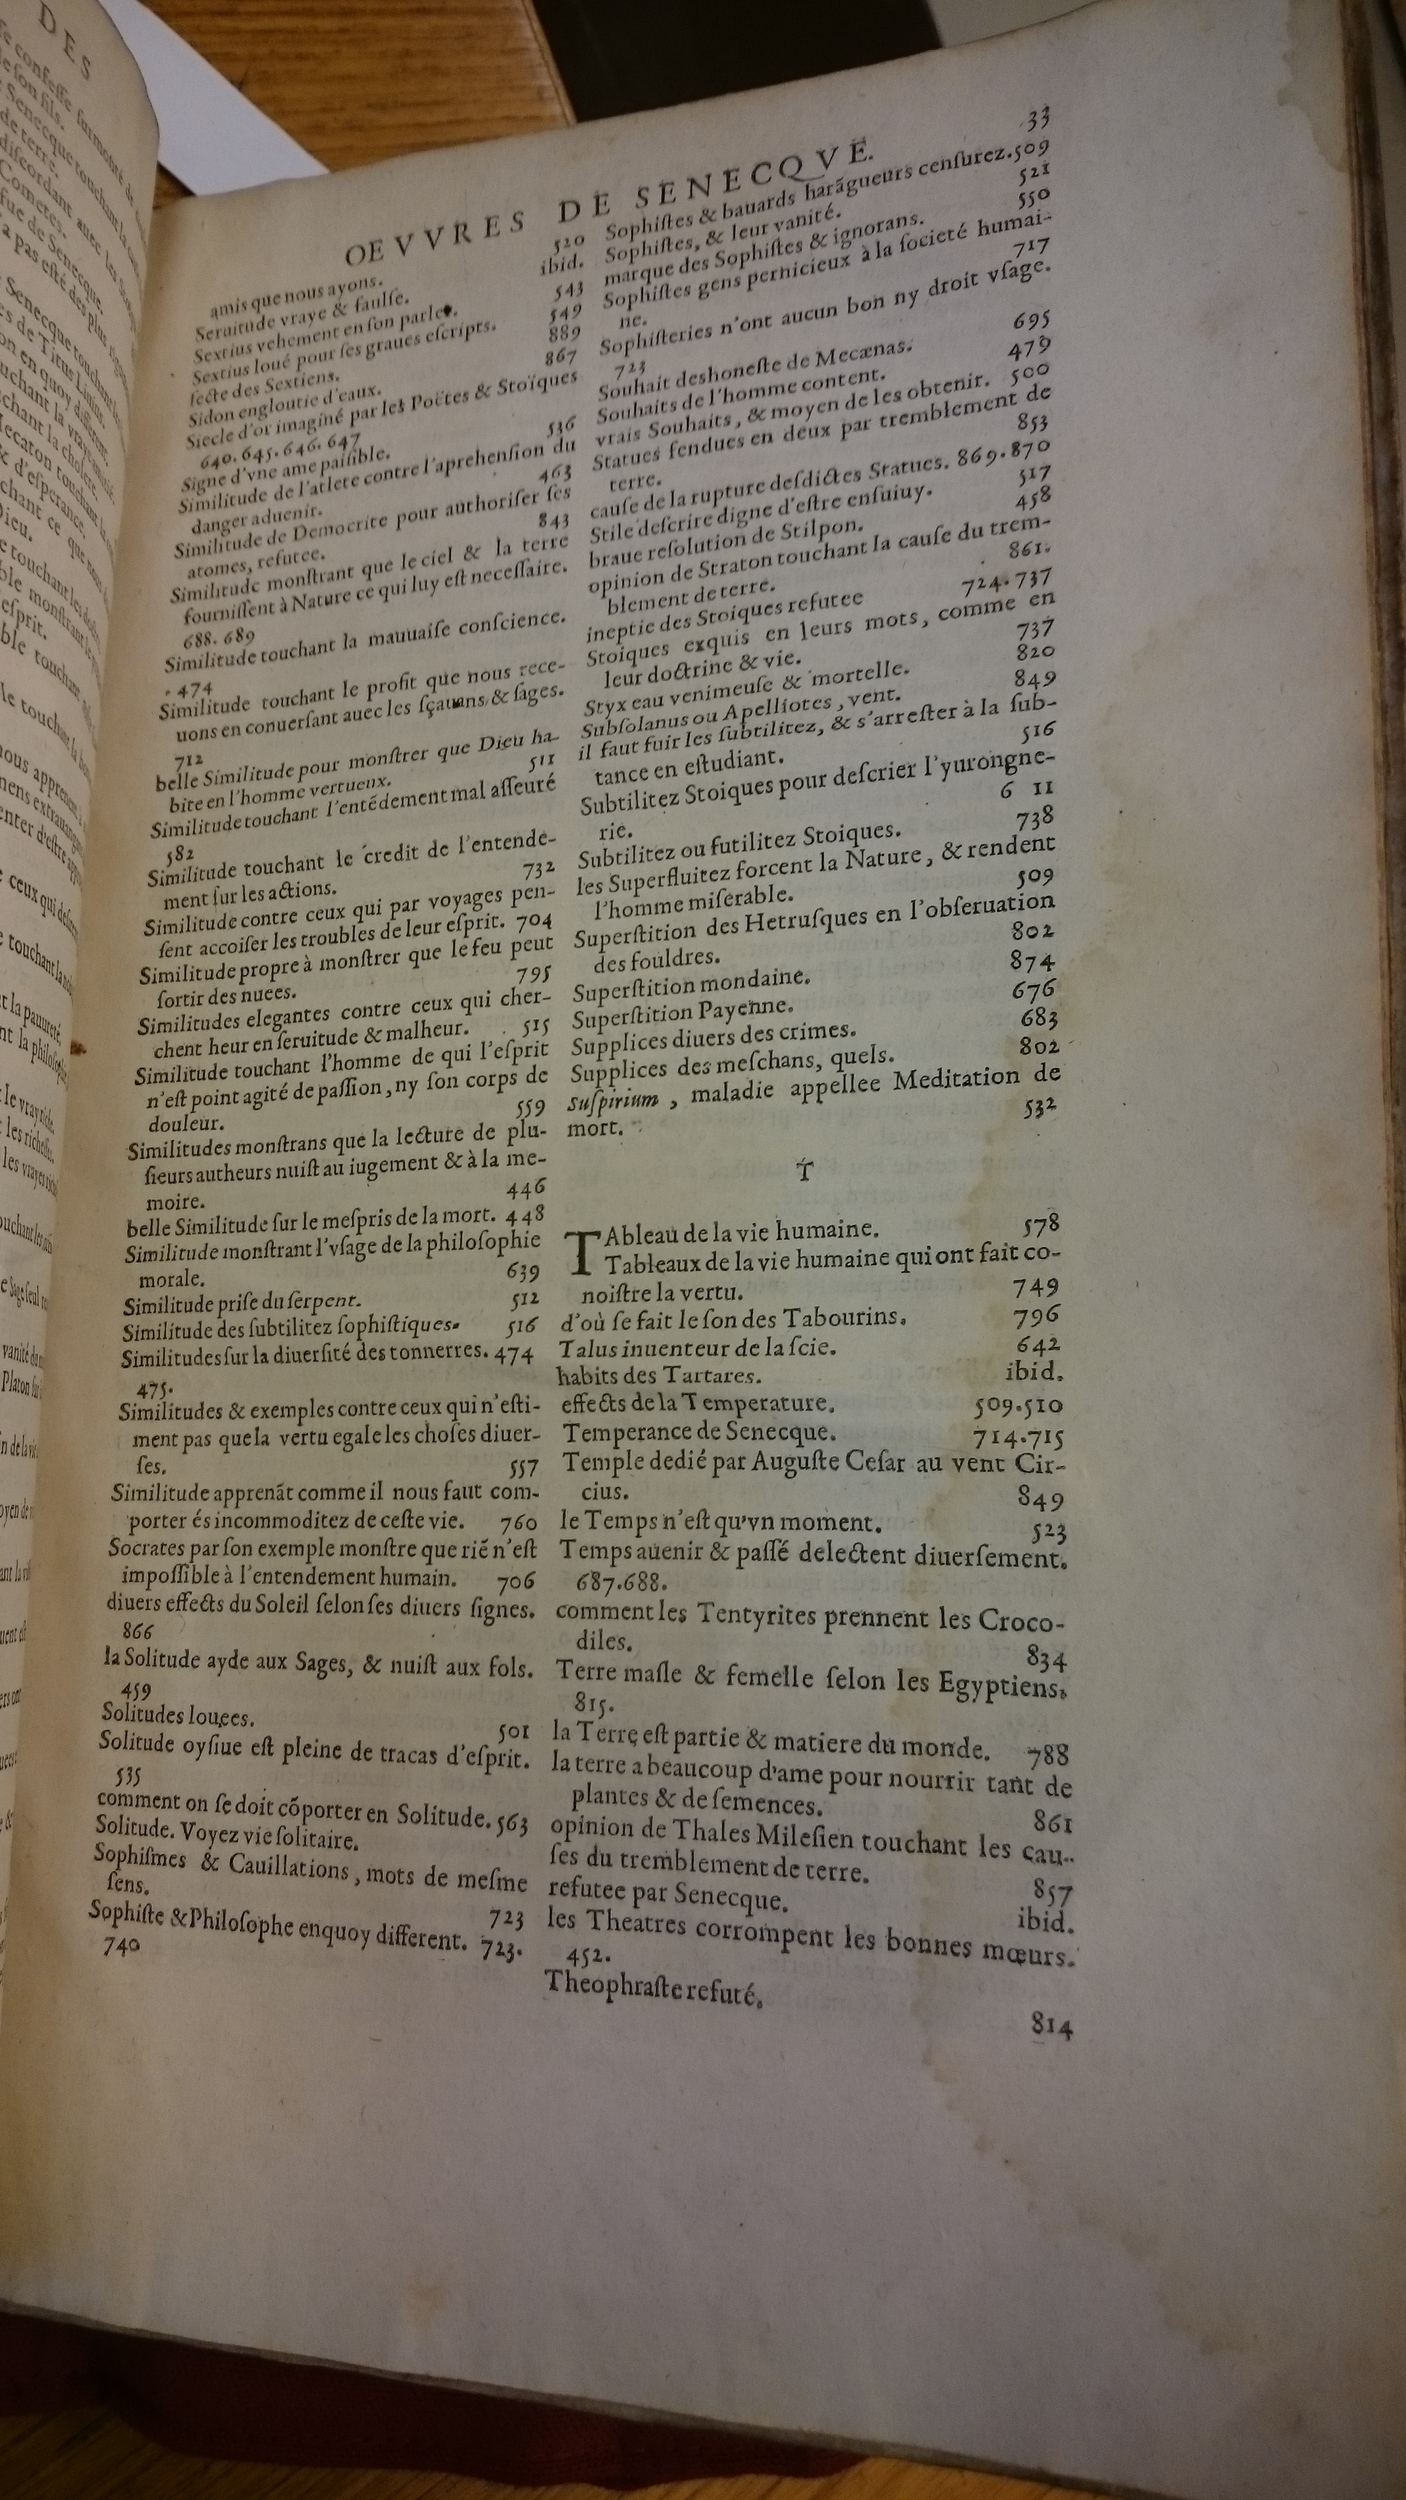 DES
OEVVRES DE SENECQVE.
33
amis que nous ayons. 520
Seruitude vraye & faulse. ibid.
Sextius vehement en son parler. 543
Sextius loué pour ses graues escripts. 549
secte des Sextiens. 889
Sidon engloutie d'eaux. 867
Siecle d'or imaginé par les Poëtes & Stoïques
640. 645. 646. 647
Signe d'vne ame paisible. 536
Similitude de l'atlete contre l'aprehension du
danger aduenir. 463
Similitude de Democrite pour authoriser ses
atomes, refutee. 843
Similitude monstrant que le ciel & la terre
fournissent à Nature ce qui luy est necessaire.
688. 689
Similitude touchant la mauuaise conscience.
474
Similitude touchant le profit que nous rece-
uons en conuersant auec les sçauans & sages.
712
belle Similitude pour monstrer que Dieu ha-
bite en l'homme vertueux. 511
Similitude touchant l'entēdement mal asseuré
582
Similitude touchant le credit de l'entende-
ment sur les actions. 732
Similitude contre ceux qui par voyages pen-
sent accoiser les troubles de leur esprit. 704
Similitude propre à monstrer que le feu peut
sortir des nuees. 795
Similitudes elegantes contre ceux qui cher-
chent heur en seruitude & malheur. 515
Similitude touchant l'homme de qui l'esprit
n'est point agité de passion, ny son corps de
douleur. 559
Similitudes monstrans que la lecture de plu-
sieurs autheurs nuist au iugement & à la me-
moire. 446
belle Similitude sur le mespris de la mort. 448
Similitude monstrant l'vsage de la philosophie
morale. 639
Similitude prise du serpent. 512
Similitude des subtilitez sophistiques. 516
Similitudes sur la diuersité des tonnerres. 474
475.
Similitudes & exemples contre ceux qui n'esti-
ment pas que la vertu egale les choses diuer-
ses. 557
Similitude apprenāt comme il nous faut com-
porter és incommoditez de ceste vie. 760
Socrates par son exemple monstre que riē n'est
impossible à l'entendement humain. 706
diuers effects du Soleil selon ses diuers signes.
866
la Solitude ayde aux Sages, & nuist aux fols.
459
Solitudes louees. 501
Solitude oysiue est pleine de tracas d'esprit.
535
comment on se doit cōporter en Solitude. 563
Solitude. Voyez vie solitaire.
Sophismes & Cauillations, mots de mesme
sens. 723
Sophiste & Philosophe en quoy different. 723.
740
Sophistes & bauards harāgueurs censurez. 509
Sophistes, & leur vanité. 521
marque des Sophistes & ignorans. 550
Sophistes gens pernicieux à la societé humai-
ne. 717
Sophisteries n'ont aucun bon ny droit vsage.
723
Souhait deshoneste de Mecænas. 695
Souhaits de l'homme content. 479
vrais Souhaits, & moyen de les obtenir. 500
Statues fendues en deux par tremblement de
terre. 853
cause de la rupture desdictes Statues. 869.870
Stile descrire digne d'estre ensuiuy. 517
braue resolution de Stilpon. 458
opinion de Straton touchant la cause du trem-
blement de terre. 861.
ineptie des Stoiques refutee 724.737
Stoiques exquis en leurs mots, comme en
leur doctrine & vie. 737
Styx eau venimeuse & mortelle. 820
Subsolanus ou Apelliotes, vent. 849
il faut fuir les subtilitez, & s'arrester à la sub-
tance en estudiant. 516
Subtilitez Stoiques pour descrier l'yurongne-
rie. 6 11
Subtilitez ou futilitez Stoiques. 738
les Superfluitez forcent la Nature, & rendent
l'homme miserable. 509
Superstition des Hetrusques en l'obseruation
des fouldres. 802
Superstition mondaine. 874
Superstition Payenne. 676
Supplices diuers des crimes. 683
Supplices des meschans, quels. 802
suspirium, maladie appellee Meditation de
mort. 532
T
TAbleau de la vie humaine. 578
Tableaux de la vie humaine qui ont fait co-
noistre la vertu. 749
d'où se fait le son des Tabourins. 796
Talus inuenteur de la scie. 642
habits des Tartares. ibid.
effects de la Temperature. 509.510
Temperance de Senecque. 714.715
Temple dedié par Auguste Cesar au vent Cir-
cius. 849
le Temps n'est qu'vn moment. 523
Temps auenir & passé delectent diuersement.
687.688.
comment les Tentyrites prennent les Croco-
diles. 834
Terre masle & femelle selon les Egyptiens.
815.
la Terre est partie & matiere du monde. 788
la terre a beaucoup d'ame pour nourrir tant de
plantes & de semences. 861
opinion de Thales Milesien touchant les cau-
ses du tremblement de terre. 857
refutee par Senecque. ibid.
les Theatres corrompent les bonnes mœurs.
452.
Theophraste refuté. 814